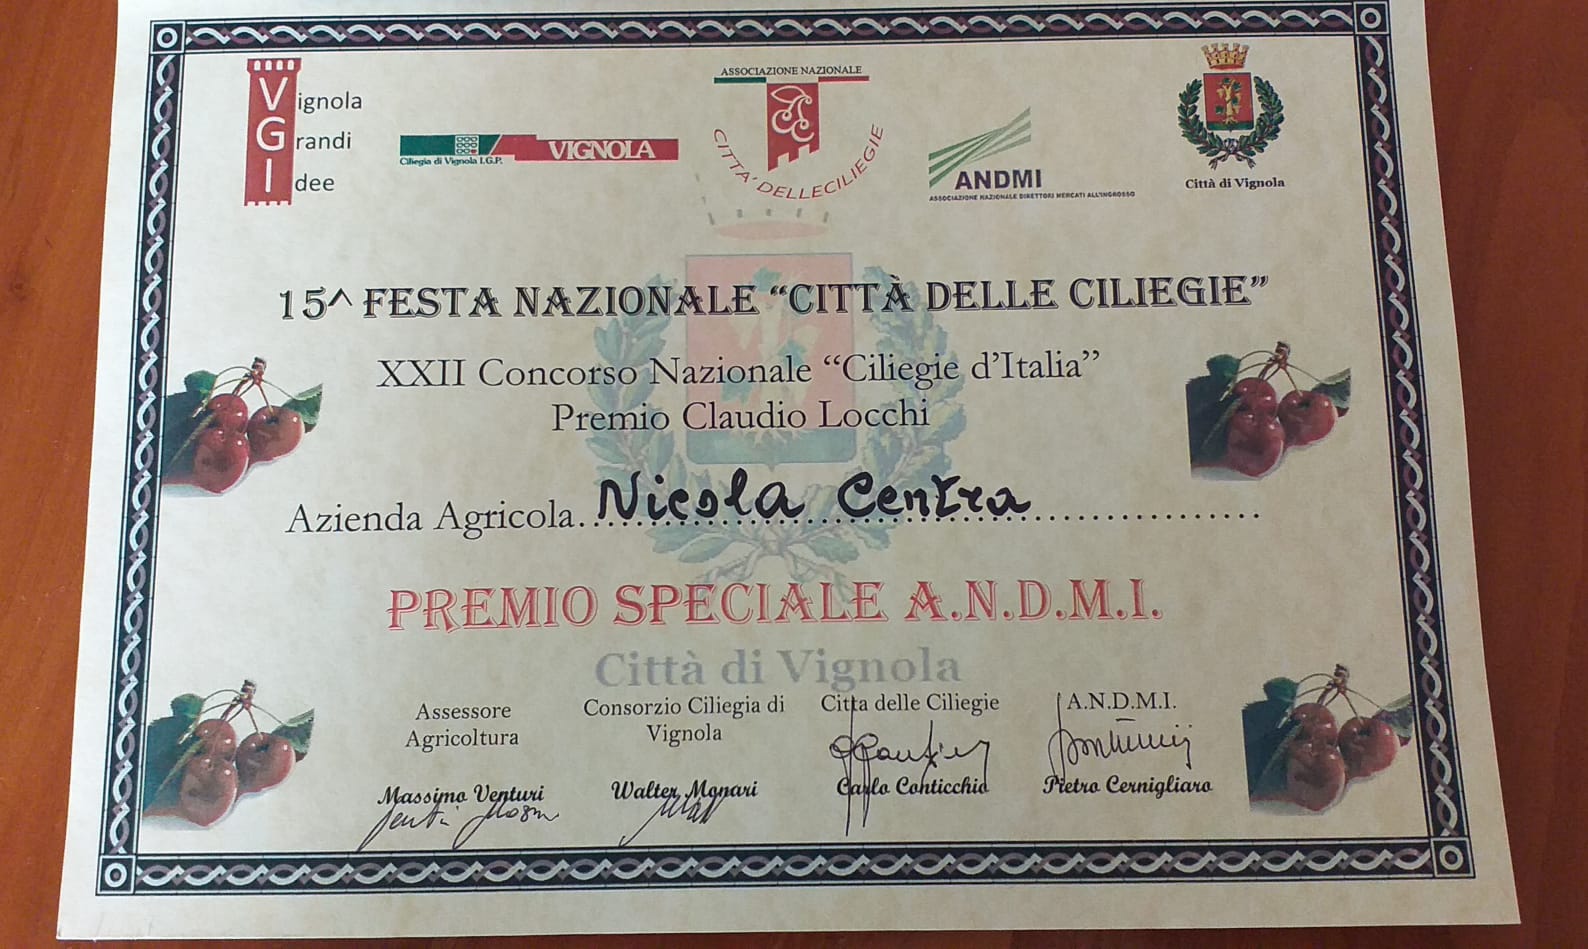 Vignola
Grandi
Idee
Ciliegia di Vignola I.G.P.
VIGNOLA
ASSOCIAZIONE NAZIONALE
CITTA' DELLE CILIEGIE
ANDMI
ASSOCIAZIONE NAZIONALE DIRETTORI MERCATI ALL'INGROSSO
Città di Vignola
15^ FESTA NAZIONALE “CITTÀ DELLE CILIEGIE”
XXII Concorso Nazionale “Ciliegie d’Italia”
Premio Claudio Locchi
Azienda Agricola. Nicola Centra
PREMIO SPECIALE A.N.D.M.I.
Città di Vignola
Assessore
Agricoltura
Massimo Venturi
Consorzio Ciliegia di
Vignola
Walter Monari
Citta delle Ciliegie
Carlo Conticchio
A.N.D.M.I.
Pietro Cernigliaro